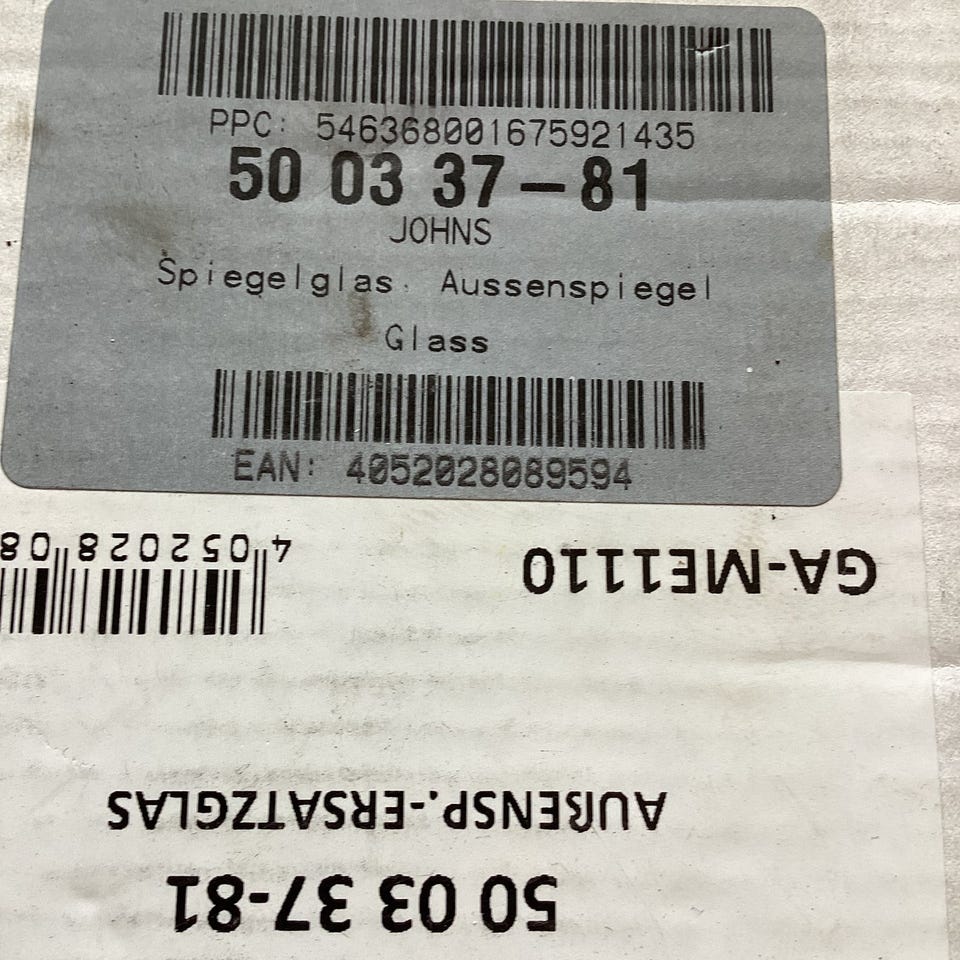 PPC: 546368001675921435
50 03 37-81
JOHNS
Spiegelglas, Aussenspiegel
Glass
EAN: 4052028089594
50 03 37-81
AUßENSP.-ERSATZGLAS
GA-ME1110
4 052028 08